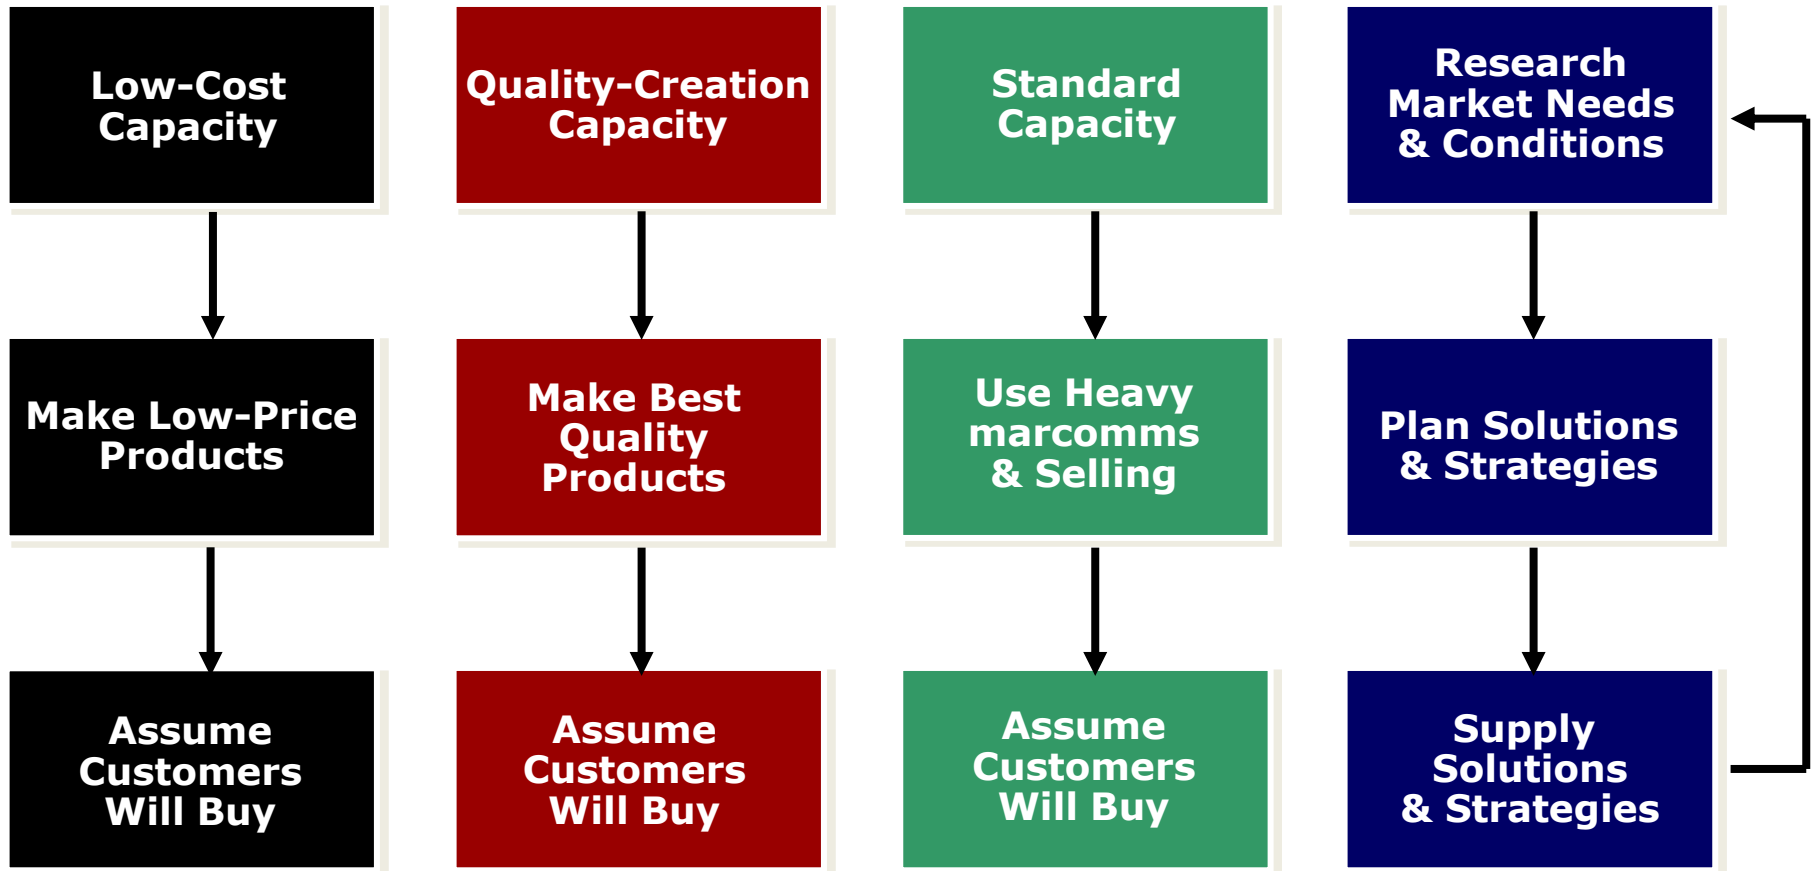 Low-Cost
Capacity
Quality-Creation
Capacity
Standard
Capacity
Research
Market Needs
& Conditions
Make Low-Price
Products
Make Best
Quality
Products
Use Heavy
marcomms
& Selling
Plan Solutions
& Strategies
Assume
Customers
Will Buy
Assume
Customers
Will Buy
Assume
Customers
Will Buy
Supply
Solutions
& Strategies